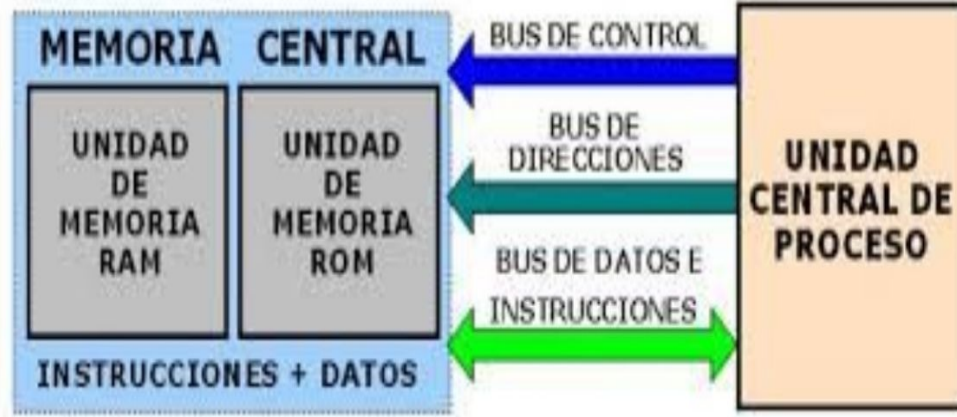 MEMORIA CENTRAL
UNIDAD
DE
MEMORIA
RAM
UNIDAD
DE
MEMORIA
ROM
INSTRUCCIONES + DATOS
BUS DE CONTROL
BUS DE
DIRECCIONES
BUS DE DATOS E
INSTRUCCIONES
UNIDAD
CENTRAL DE
PROCESO